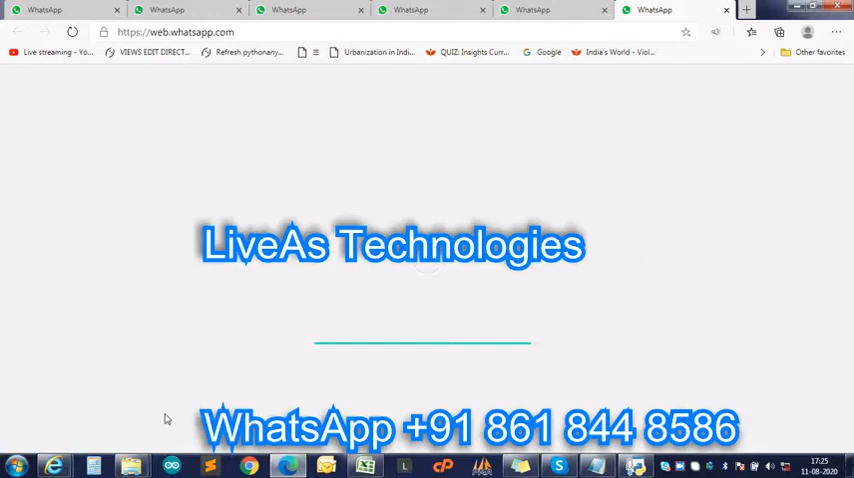 WhatsApp WhatsApp WhatsApp WhatsApp WhatsApp WhatsApp
https://web.whatsapp.com
Live streaming - Yo... VIEWS EDIT DIRECT... Refresh pythonany... Urbanization in Indi... QUIZ: Insights Curr... Google India's World - Viol... Other favorites
LiveAs Technologies
WhatsApp +91 861 844 8586
17:25
11-08-2020